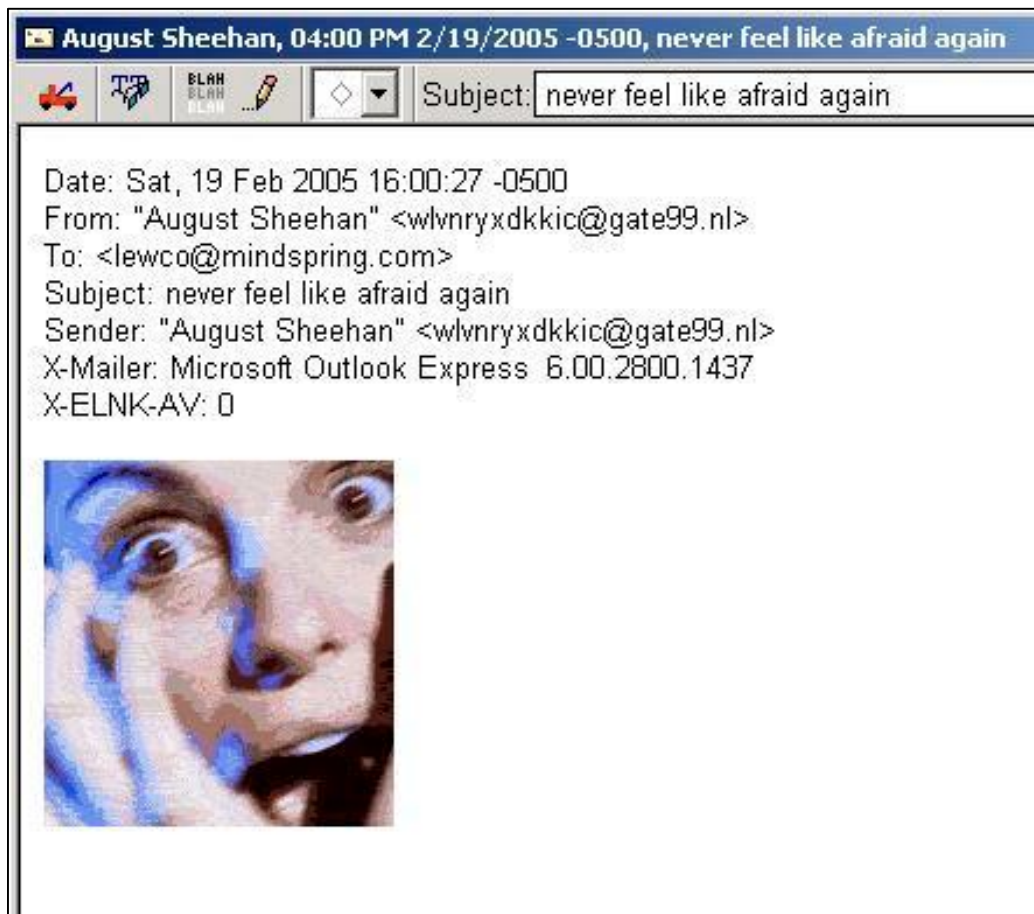 August Sheehan, 04:00 PM 2/19/2005 -0500, never feel like afraid again
BLAH
BLAH
BLAH
Subject: never feel like afraid again
Date: Sat, 19 Feb 2005 16:00:27 -0500
From: "August Sheehan" <wlvnryxdkkic@gate99.nl>
To: <lewco@mindspring.com>
Subject: never feel like afraid again
Sender: "August Sheehan" <wlvnryxdkkic@gate99.nl>
X-Mailer: Microsoft Outlook Express 6.00.2800.1437
X-ELNK-AV: 0